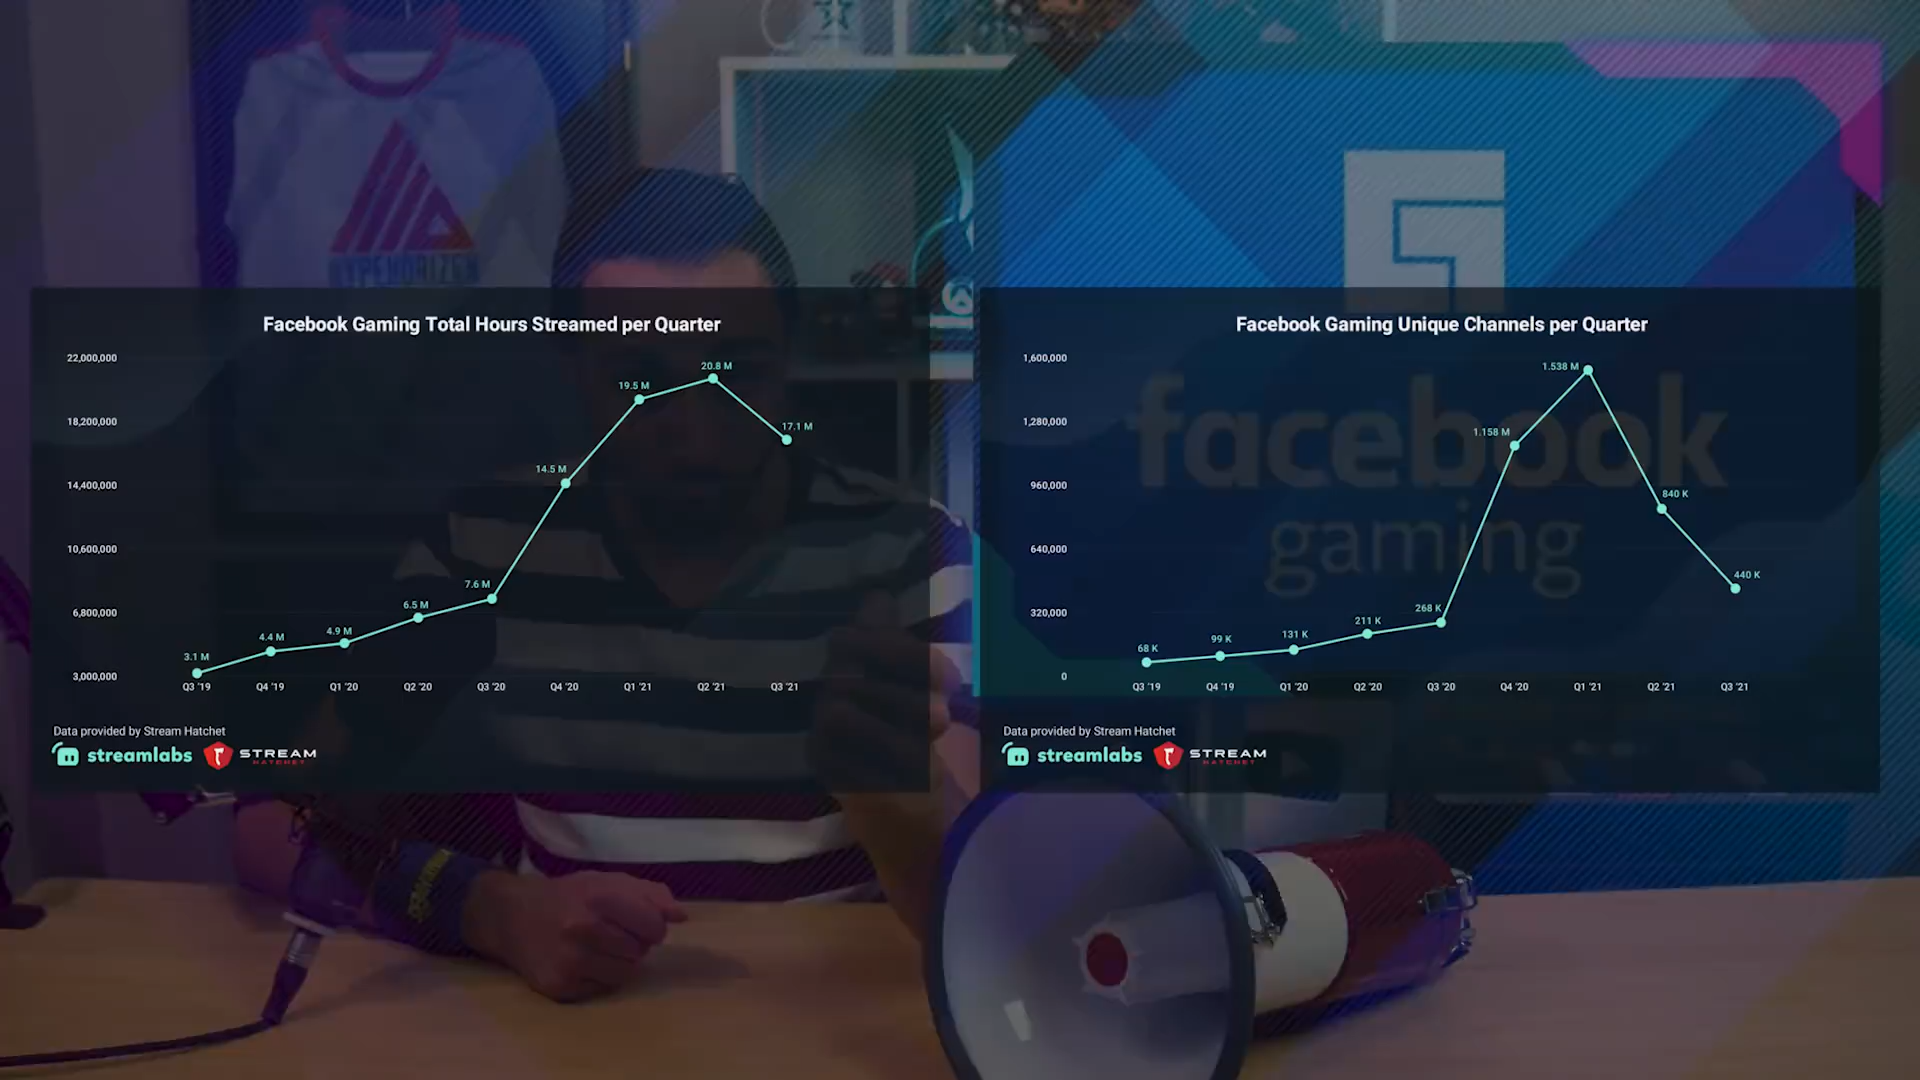 HYPENORIZER
facebook
gaming
Facebook Gaming Total Hours Streamed per Quarter
22,000,000
18,200,000
14,400,000
10,600,000
6,800,000
3,000,000
3.1 M
4.4 M
4.9 M
6.5 M
7.6 M
14.5 M
19.5 M
20.8 M
17.1 M
Q3 '19
Q4 '19
Q1 '20
Q2 '20
Q3 '20
Q4 '20
Q1 '21
Q2 '21
Q3 '21
Data provided by Stream Hatchet
streamlabs
STREAM
HATCHET
Facebook Gaming Unique Channels per Quarter
1,600,000
1,280,000
960,000
640,000
320,000
0
68 K
99 K
131 K
211 K
268 K
1.158 M
1.538 M
840 K
440 K
Q3 '19
Q4 '19
Q1 '20
Q2 '20
Q3 '20
Q4 '20
Q1 '21
Q2 '21
Q3 '21
Data provided by Stream Hatchet
streamlabs
STREAM
HATCHET